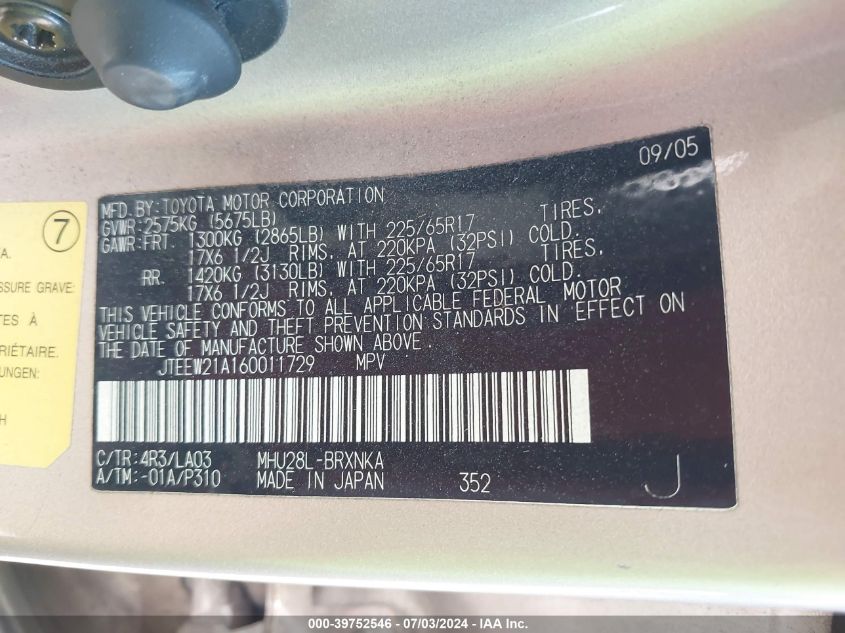 09/05
MFD. BY: TOYOTA MOTOR CORPORATION
GVWR: 2575KG (5675LB)
GAWR: FRT. 1300KG (2865LB) WITH 225/65R17 TIRES,
17X6 1/2J RIMS, AT 220KPA (32PSI) COLD.
RR. 1420KG (3130LB) WITH 225/65R17 TIRES,
17X6 1/2J RIMS, AT 220KPA (32PSI) COLD.
THIS VEHICLE CONFORMS TO ALL APPLICABLE FEDERAL MOTOR
VEHICLE SAFETY AND THEFT PREVENTION STANDARDS IN EFFECT ON
THE DATE OF MANUFACTURE SHOWN ABOVE.
JTEEW21A160011729 MPV
C/TR: 4R3/LA03 MHU28L-BRXNKA
A/TM: -01A/P310 MADE IN JAPAN 352 J
7
A.
SSURE GRAVE:
TES À
RIÉTAIRE.
UNGEN:
H
000-39752546 / 07/03/2024 - IAA Inc.